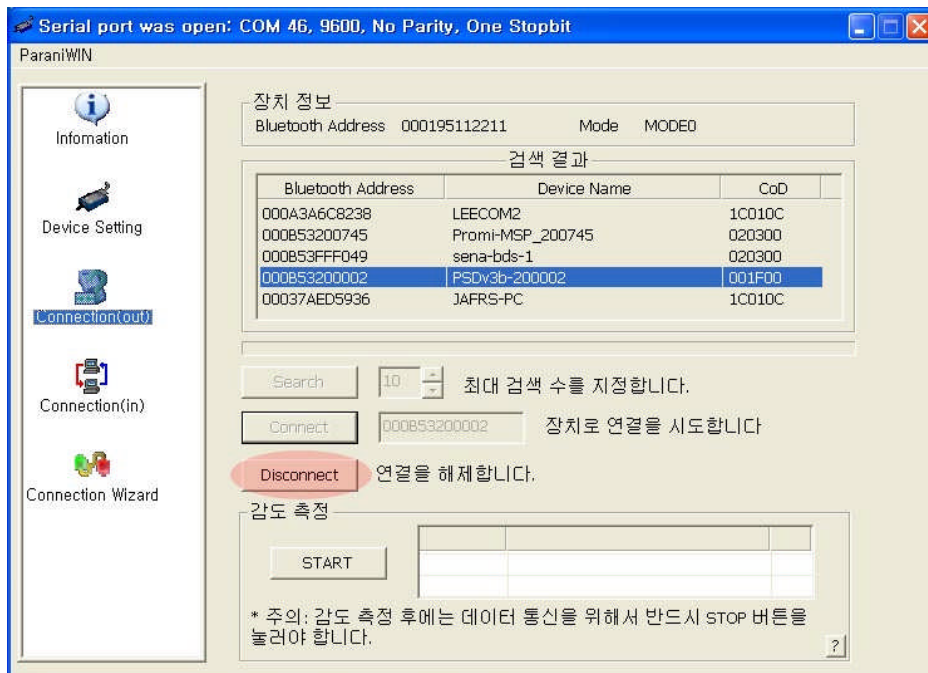 Serial port was open: COM 46, 9600, No Parity, One Stopbit
ParaniWIN
Infomation
Device Setting
Connection(out)
Connection(in)
Connection Wizard
장치 정보
Bluetooth Address 000195112211 Mode MODE0
검색 결과
Bluetooth Address Device Name CoD
000A3A6C8238 LEECOM2 1C010C
000B53200745 Promi-MSP_200745 020300
000B53FFF049 sena-bds-1 020300
000B53200002 PSDv3b-200002 001F00
00037AED5936 JAFRS-PC 1C010C
Search 10 최대 검색 수를 지정합니다.
Connect 000B53200002 장치로 연결을 시도합니다
Disconnect 연결을 해제합니다.
감도 측정
START
* 주의: 감도 측정 후에는 데이터 통신을 위해서 반드시 STOP 버튼을
눌러야 합니다.
?